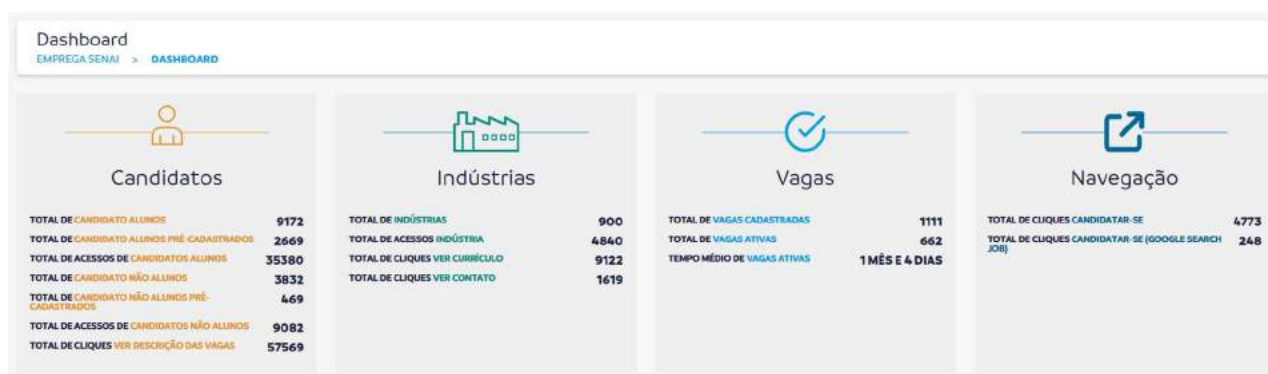 Dashboard
EMPREGA SENAI > DASHBOARD
Candidatos
TOTAL DE CANDIDATO ALUNOS 9172
TOTAL DE CANDIDATO ALUNOS PRÉ-CADASTRADOS 2669
TOTAL DE ACESSOS DE CANDIDATOS ALUNOS 35380
TOTAL DE CANDIDATO NÃO ALUNOS 3832
TOTAL DE CANDIDATO NÃO ALUNOS PRÉ-
CADASTRADOS 469
TOTAL DE ACESSOS DE CANDIDATOS NÃO ALUNOS 9082
TOTAL DE CLIQUES VER DESCRIÇÃO DAS VAGAS 57569
Indústrias
TOTAL DE INDÚSTRIAS 900
TOTAL DE ACESSOS INDÚSTRIA 4840
TOTAL DE CLIQUES VER CURRÍCULO 9122
TOTAL DE CLIQUES VER CONTATO 1619
Vagas
TOTAL DE VAGAS CADASTRADAS 1111
TOTAL DE VAGAS ATIVAS 662
TEMPO MÉDIO DE VAGAS ATIVAS 1 MÊS E 4 DIAS
Navegação
TOTAL DE CLIQUES CANDIDATAR-SE 4773
TOTAL DE CLIQUES CANDIDATAR-SE (GOOGLE SEARCH 248
JOB)